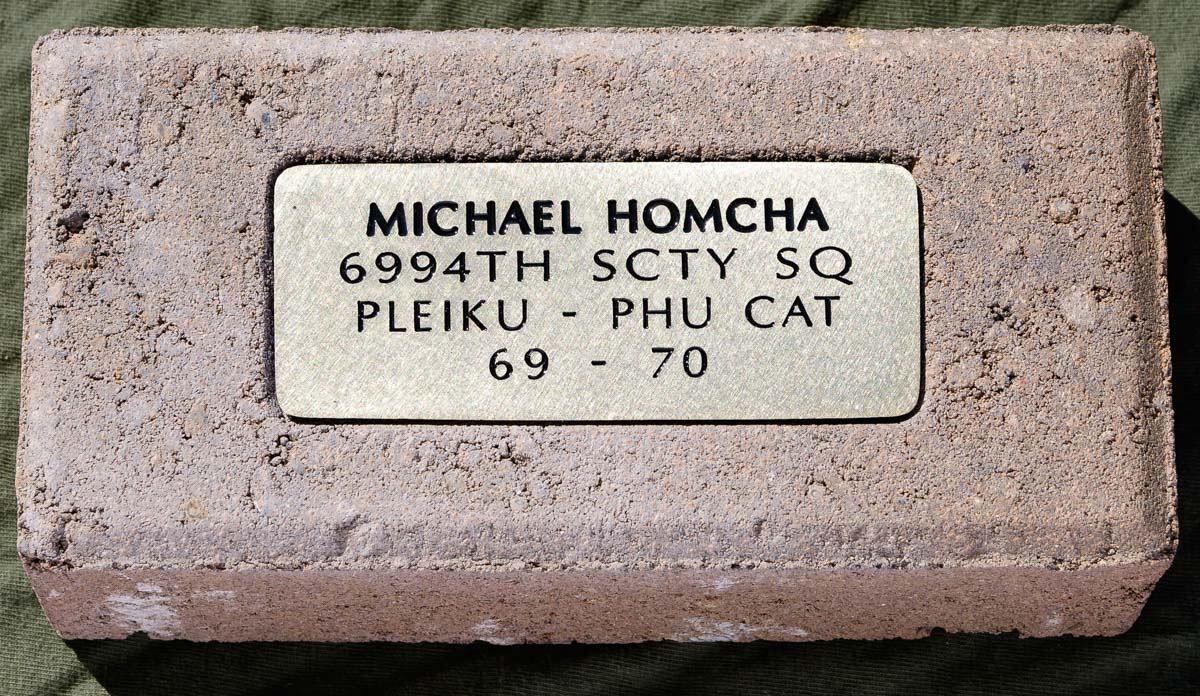 MICHAEL HOMCHA
6994TH SCTY SQ
PLEIKU - PHU CAT
69 - 70